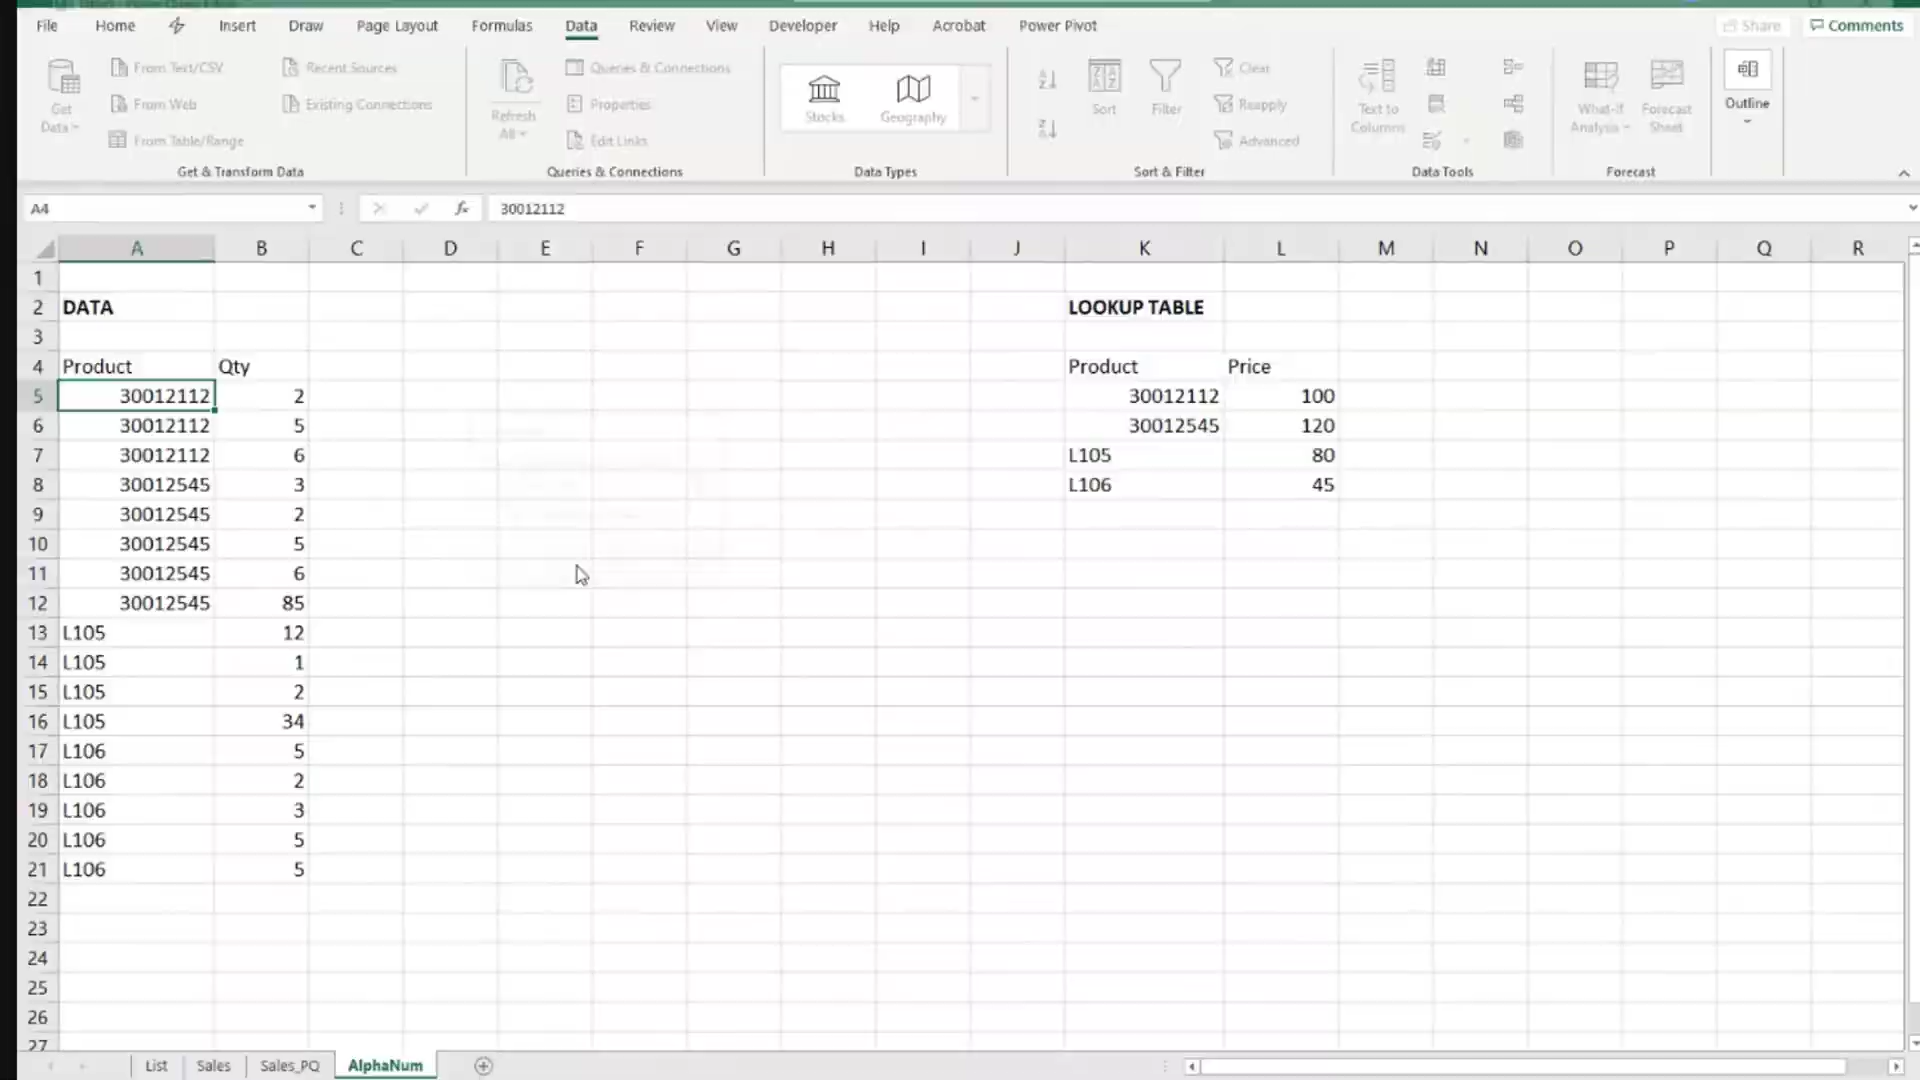 File Home Insert Draw Page Layout Formulas Data Review View Developer Help Acrobat Power Pivot Share Comments
Get Data
From Text/CSV
From Web
From Table/Range
Recent Sources
Existing Connections
Get & Transform Data
Refresh All
Queries & Connections
Properties
Edit Links
Queries & Connections
Stocks
Geography
Data Types
Sort
Filter
Clear
Reapply
Advanced
Sort & Filter
Text to Columns
Data Tools
What-If Analysis
Forecast Sheet
Forecast
Outline
A4 fx 30012112
A B C D E F G H I J K L M N O P Q R
1
2 DATA LOOKUP TABLE
3
4 Product Qty Product Price
5 30012112 2 30012112 100
6 30012112 5 30012545 120
7 30012112 6 L105 80
8 30012545 3 L106 45
9 30012545 2
10 30012545 5
11 30012545 6
12 30012545 85
13 L105 12
14 L105 1
15 L105 2
16 L105 34
17 L106 5
18 L106 2
19 L106 3
20 L106 5
21 L106 5
22
23
24
25
26
27
List Sales Sales_PQ AlphaNum